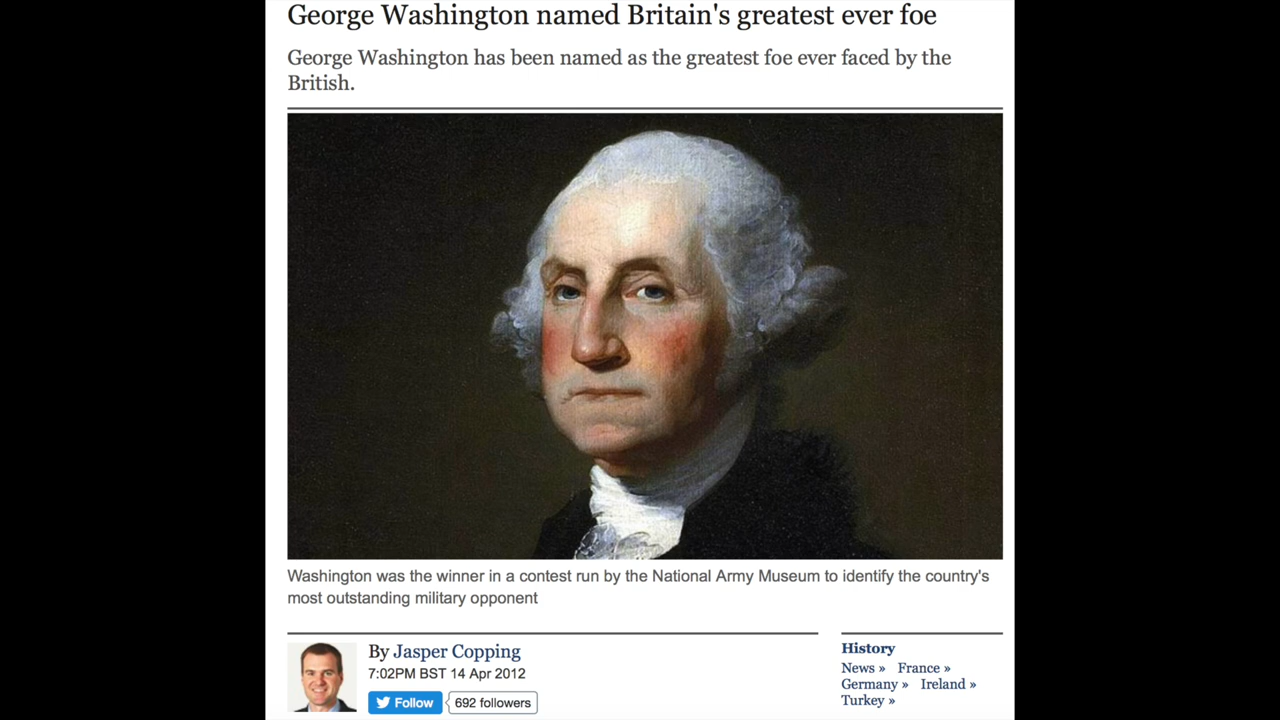 George Washington named Britain's greatest ever foe
George Washington has been named as the greatest foe ever faced by the
British.
Washington was the winner in a contest run by the National Army Museum to identify the country's
most outstanding military opponent
By Jasper Copping
7:02PM BST 14 Apr 2012
Follow 692 followers
History
News » France »
Germany » Ireland »
Turkey »